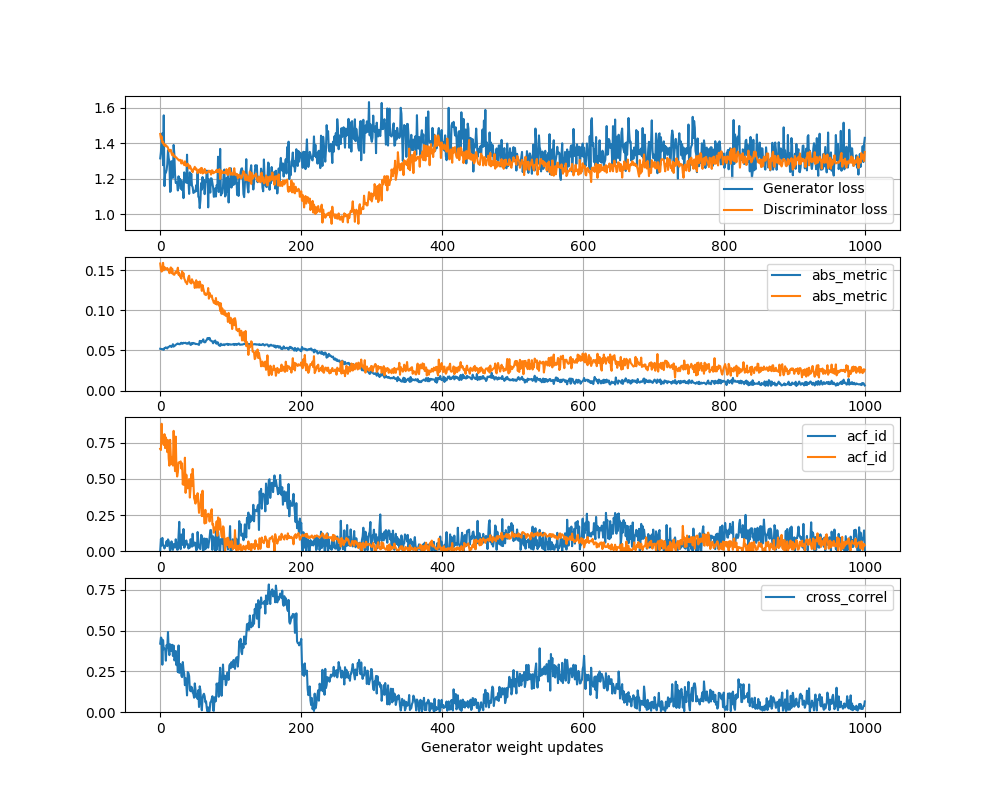 1.6
1.4
1.2
1.0
Generator loss
Discriminator loss
0 200 400 600 800 1000
0.15
0.10
0.05
0.00
abs_metric
abs_metric
0 200 400 600 800 1000
0.75
0.50
0.25
0.00
acf_id
acf_id
0 200 400 600 800 1000
0.75
0.50
0.25
0.00
cross_correl
0 200 400 600 800 1000
Generator weight updates